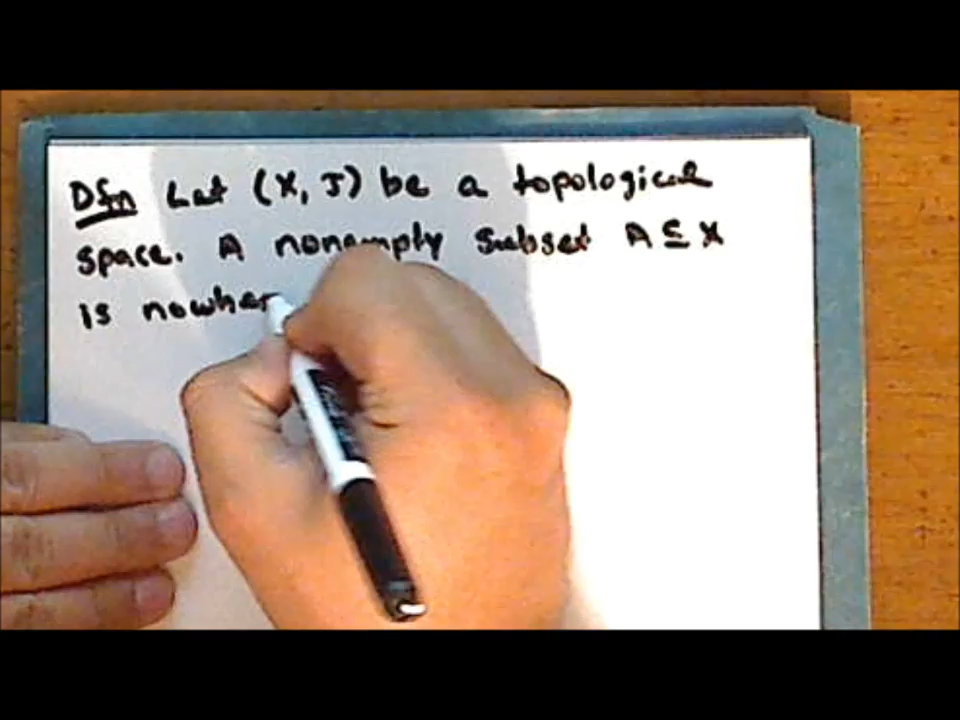 Dfn Let (X, J) be a topological
space. A nonempty subset A ⊆ X
is nowher